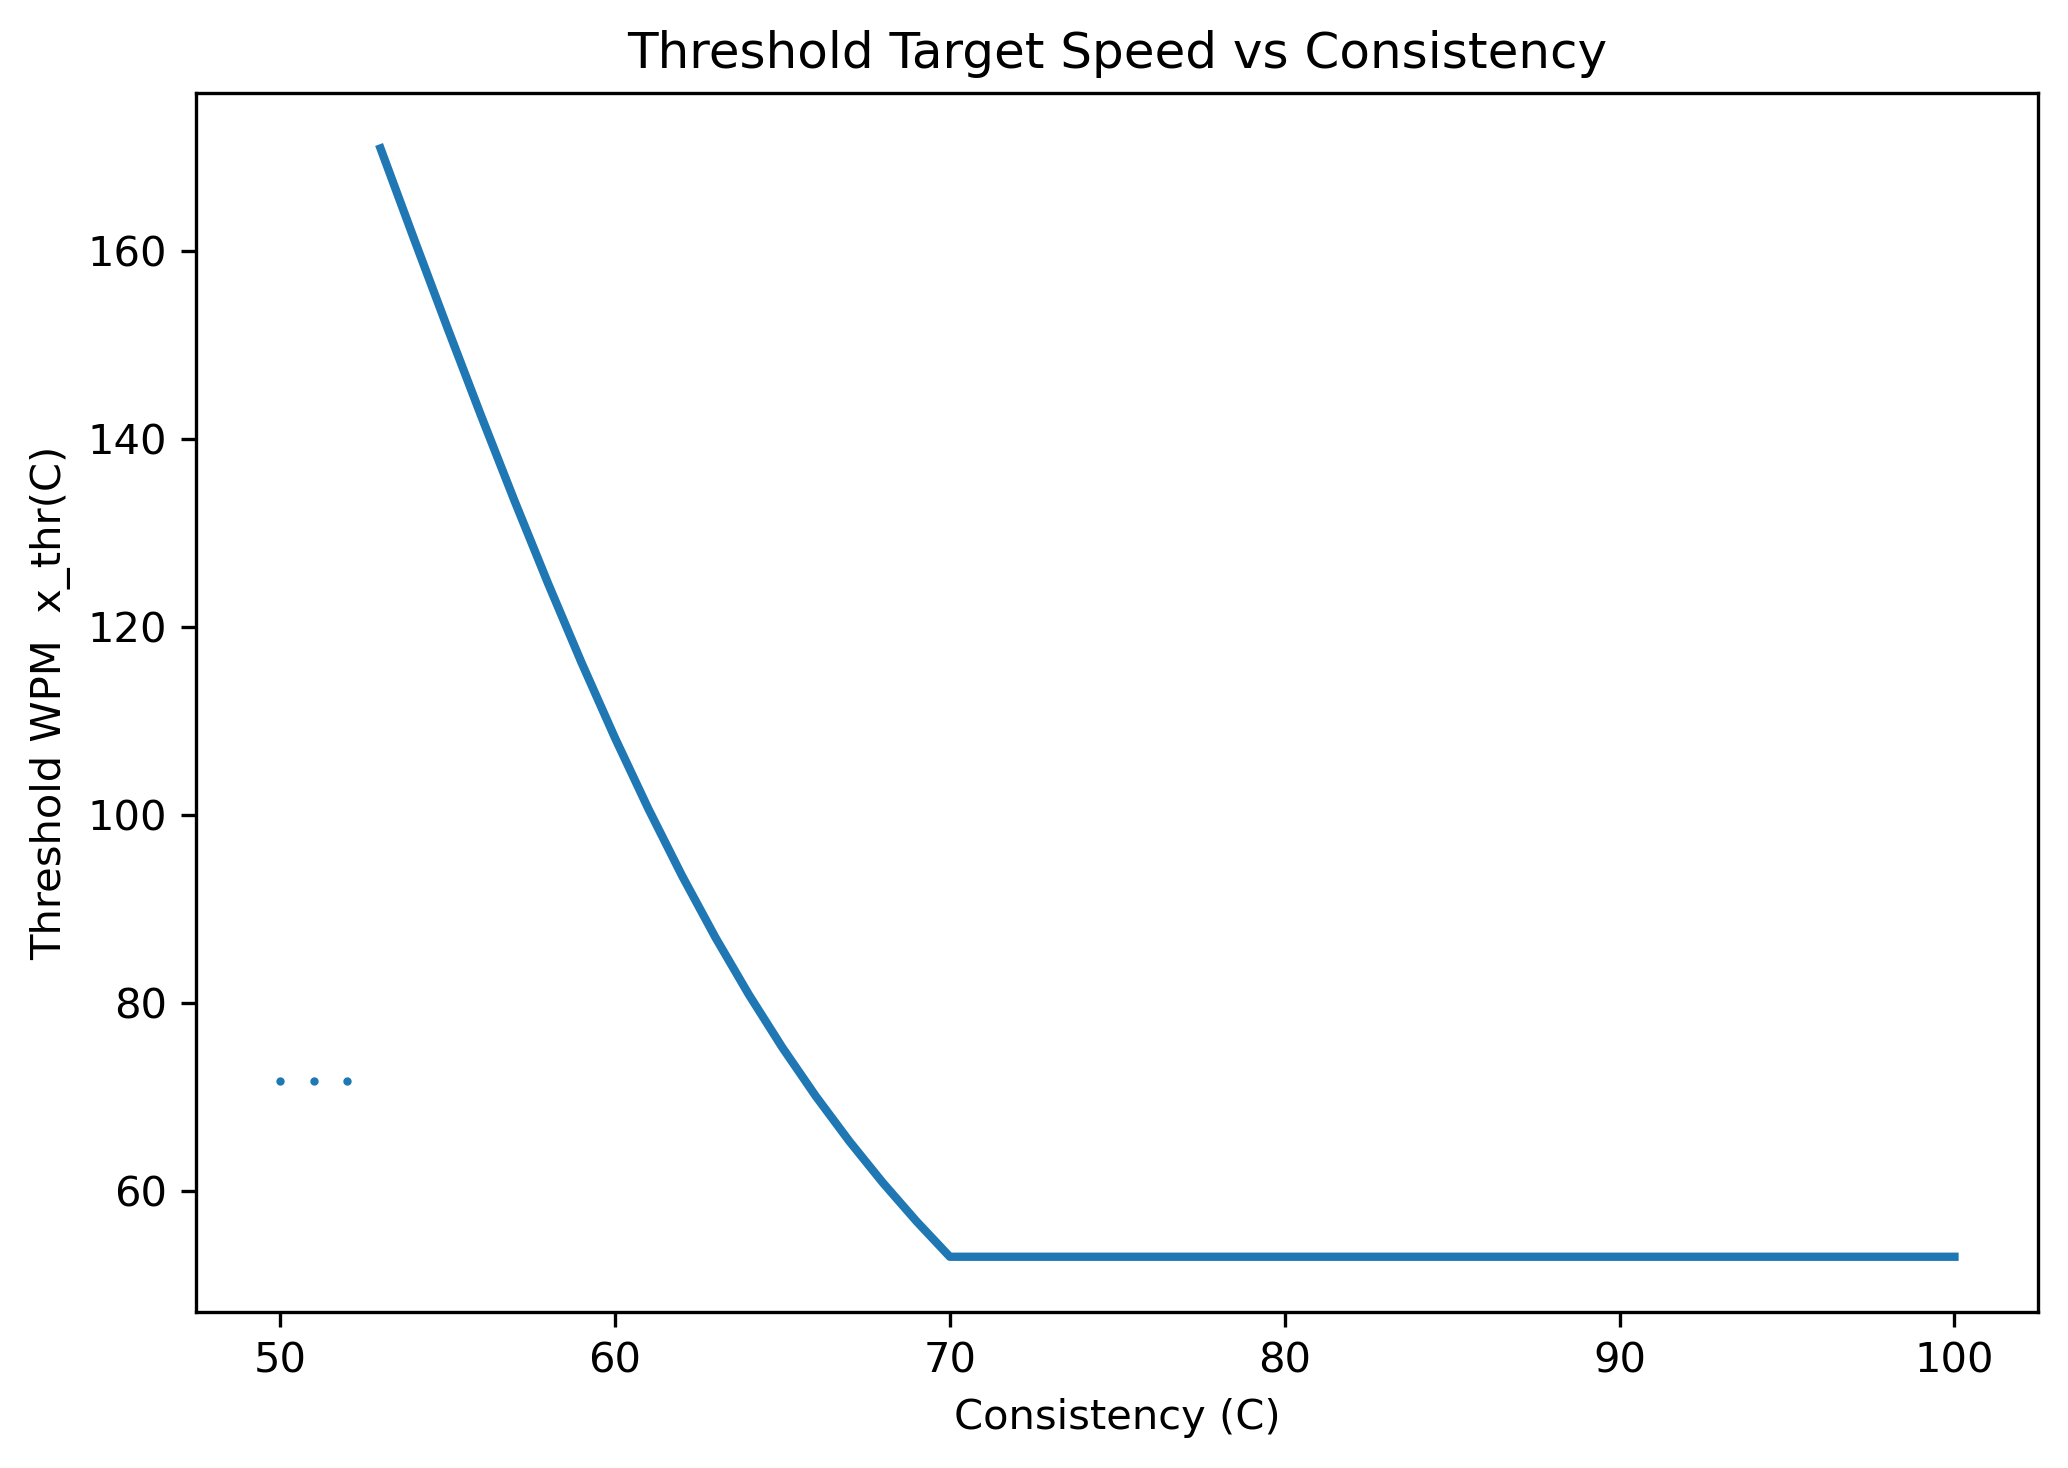 Threshold Target Speed vs Consistency
Threshold WPM  x_thr(C)
160
140
120
100
80
60
50 60 70 80 90 100
Consistency (C)